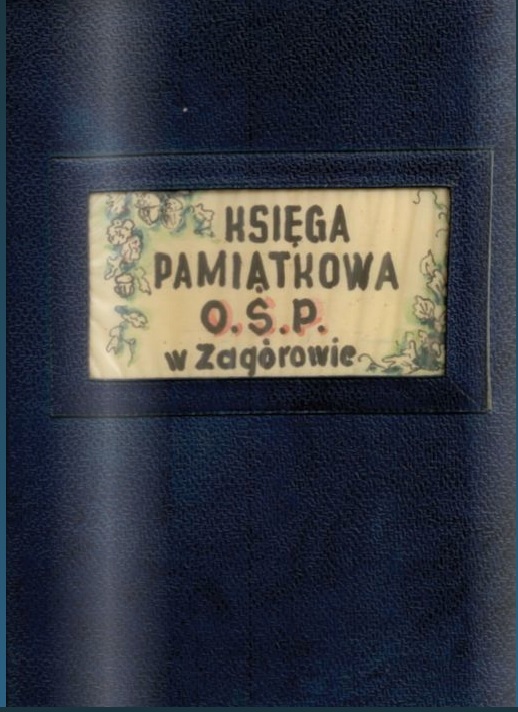 KSIĘGA
PAMIĄTKOWA
O.Ś.P.
w Zagórowie